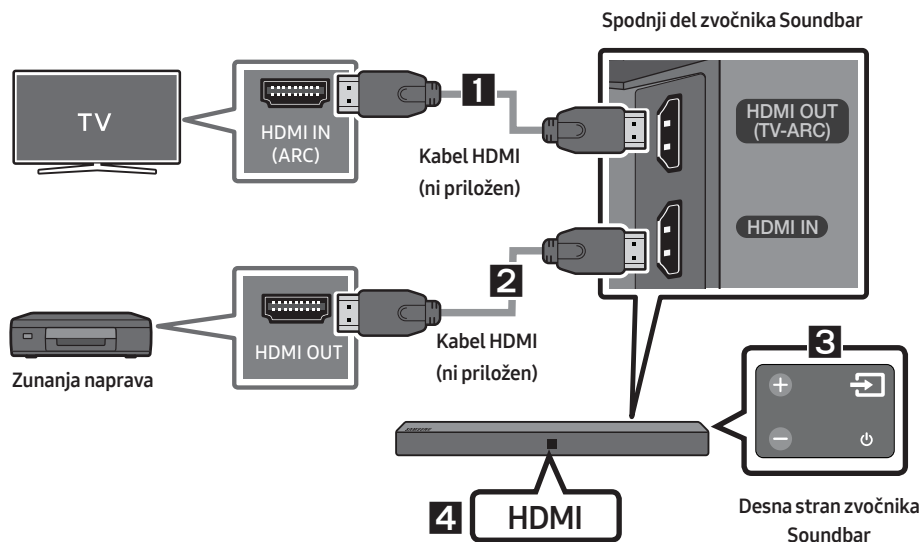 Spodnji del zvočnika Soundbar
TV
HDMI IN
(ARC)
1
Kabel HDMI
(ni priložen)
HDMI OUT
(TV-ARC)
HDMI IN
Zunanja naprava
HDMI OUT
2
Kabel HDMI
(ni priložen)
3
+
-
SAMSUNG
4
HDMI
Desna stran zvočnika
Soundbar